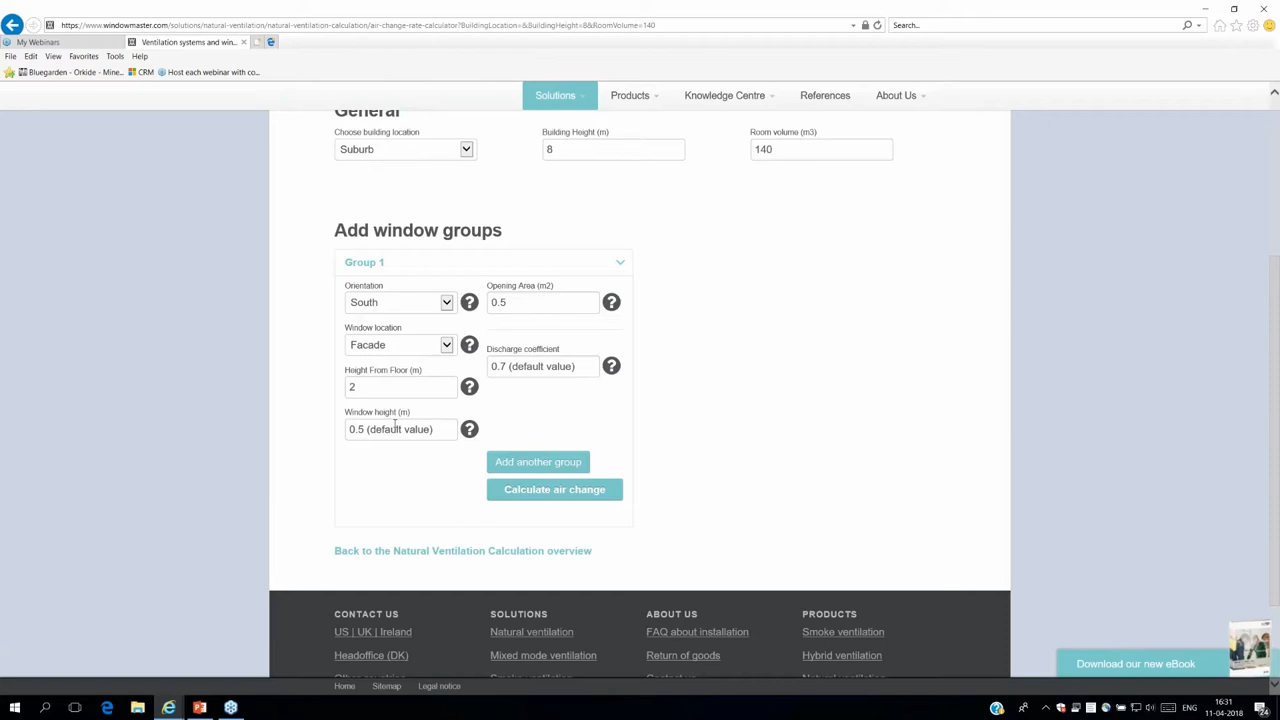 https://www.windowmaster.com/solutions/natural-ventilation/natural-ventilation-calculation/air-change-rate-calculator?BuildingLocation=&BuildingHeight=8&RoomVolume=140
Search...
My Webinars
Ventilation systems and win...
File Edit View Favorites Tools Help
Bluegarden - Orkide - Mine... CRM Host each webinar with co...
Solutions Products Knowledge Centre References About Us
General
Choose building location Building Height (m) Room volume (m3)
Suburb 8 140
Add window groups
Group 1
Orientation Opening Area (m2)
South ? 0.5 ?
Window location
Facade ?
Discharge coefficient
0.7 (default value) ?
Height From Floor (m)
2 ?
Window height (m)
0.5 (default value) ?
Add another group
Calculate air change
Back to the Natural Ventilation Calculation overview
CONTACT US SOLUTIONS ABOUT US PRODUCTS
US | UK | Ireland Natural ventilation FAQ about installation Smoke ventilation
Headoffice (DK) Mixed mode ventilation Return of goods Hybrid ventilation
Download our new eBook
Home Sitemap Legal notice
ENG
16:31
11-04-2018
24